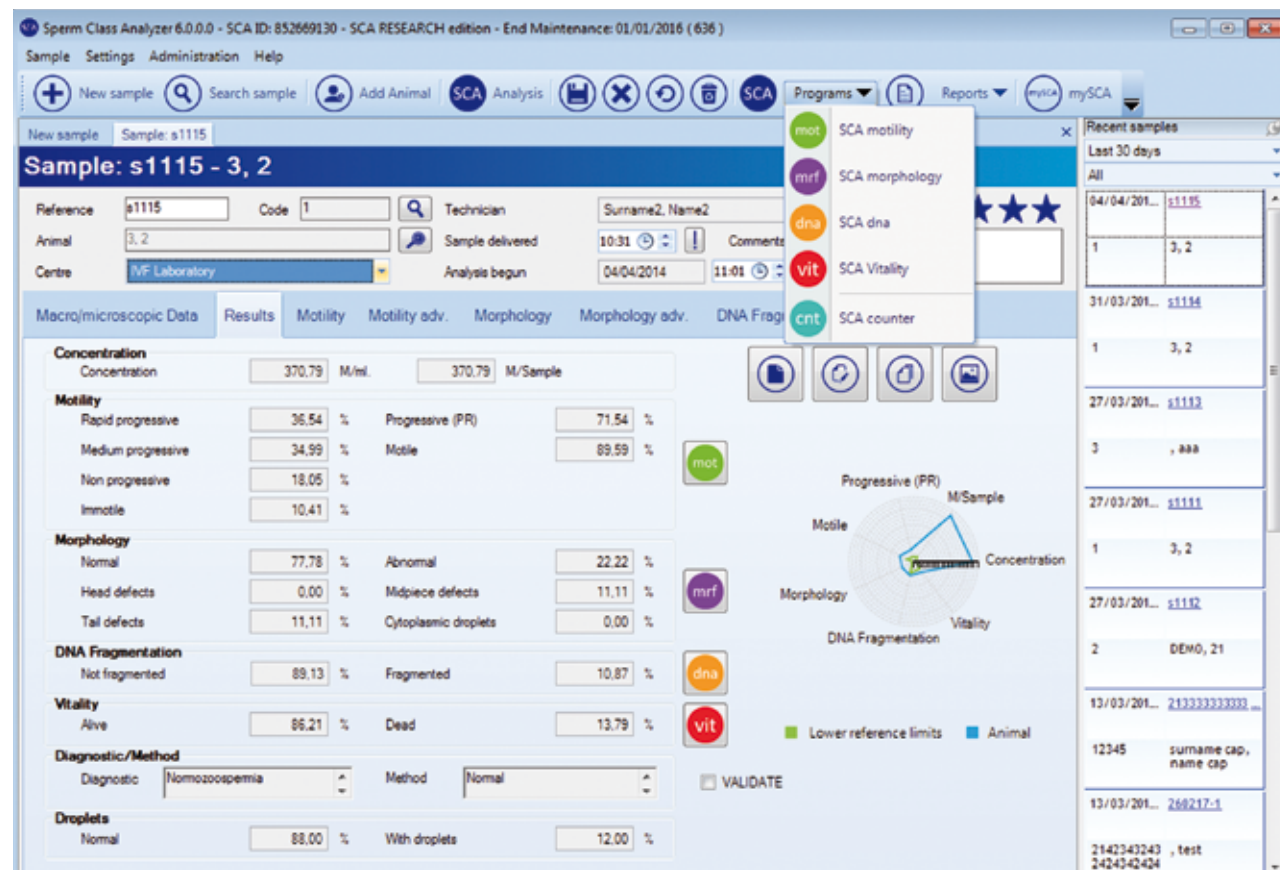 Sperm Class Analyzer 6.0.0.0 - SCA ID: 852669130 - SCA RESEARCH edition - End Maintenance: 01/01/2016 ( 636 )
Sample Settings Administration Help
New sample Search sample Add Animal SCA Analysis SCA Programs Reports mySCA mySCA
New sample Sample: s1115
Sample: s1115 - 3, 2
Reference s1115 Code 1 Technician Surname2, Name2
Animal 3, 2 Sample delivered 10:31 Comments
Centre IVF Laboratory Analysis begun 04/04/2014 11:01
mot SCA motility
mrf SCA morphology
dna SCA dna
vit SCA Vitality
cnt SCA counter
Macro/microscopic Data Results Motility Motility adv. Morphology Morphology adv. DNA
Concentration
Concentration 370,79 M/ml. 370,79 M/Sample
Motility
Rapid progressive 36,54 % Progressive (PR) 71,54 %
Medium progressive 34,99 % Motile 89,59 %
mot
Non progressive 18,05 %
Immotile 10,41 %
Morphology
Normal 77,78 % Abnormal 22,22 %
Head defects 0,00 % Midpiece defects 11,11 %
mrf
Tail defects 11,11 % Cytoplasmic droplets 0,00 %
DNA Fragmentation
Not fragmented 89,13 % Fragmented 10,87 %
dna
Vitality
Alive 86,21 % Dead 13,79 %
vit
Diagnostic/Method
Diagnostic Normozoospermia Method Normal
VALIDATE
Droplets
Normal 88,00 % With droplets 12,00 %
Progressive (PR)
M/Sample
Motile
Concentration
Morphology
Vitality
DNA Fragmentation
Lower reference limits Animal
Recent samples
Last 30 days
All
04/04/201... s1115
1 3, 2
31/03/201... s1114
1 3, 2
27/03/201... s1113
3 , aaa
27/03/201... s1111
1 3, 2
27/03/201... s1112
2 DEMO, 21
13/03/201... 213333333333 ...
12345 surname cap,
name cap
13/03/201... 260217-1
2142343243 , test
2424342424